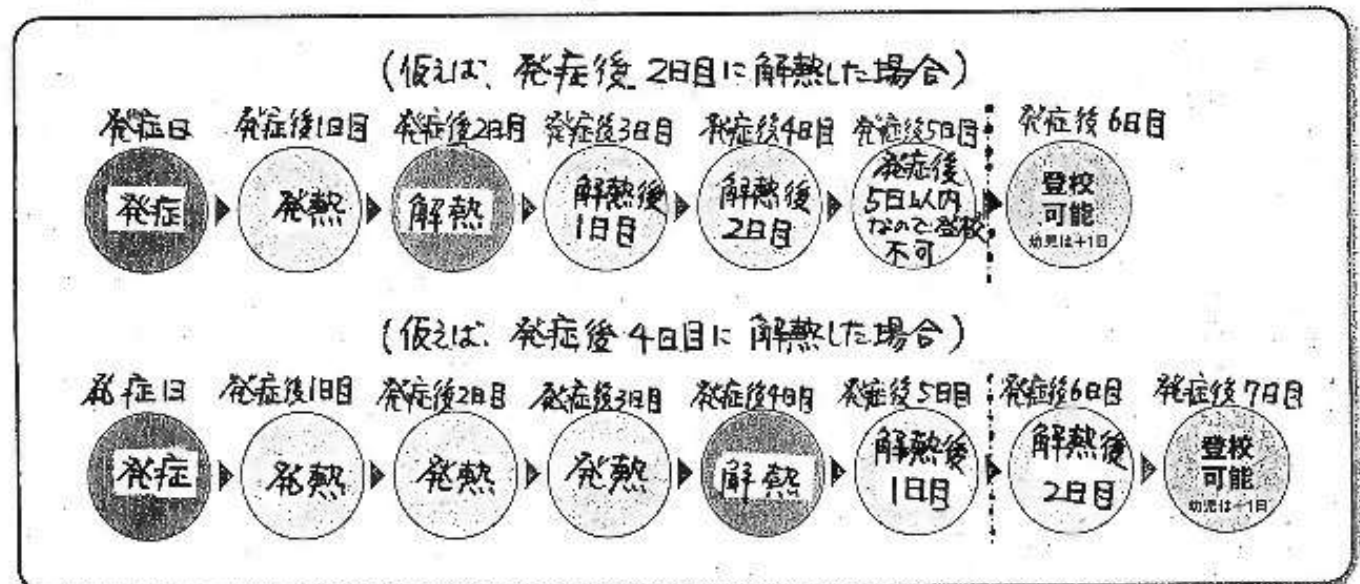 (仮えば、発症後 2日目に解熱した場合)
発症日 発症後1日目 発症後2日目 発症後3日目 発症後4日目 発症後5日目 発症後 6日目
発症 発熱 解熱 解熱後 1日目 解熱後 2日目 発症後 5日以内 なので登校 不可 登校 可能 幼児は+1日
(仮えば、発症後 4日目に 解熱した場合)
発症日 発症後1日目 発症後2日目 発症後3日目 発症後4日目 発症後5日目 発症後6日目 発症後7日目
発症 発熱 発熱 発熱 解熱 解熱後 1日目 解熱後 2日目 登校 可能 幼児は+1日